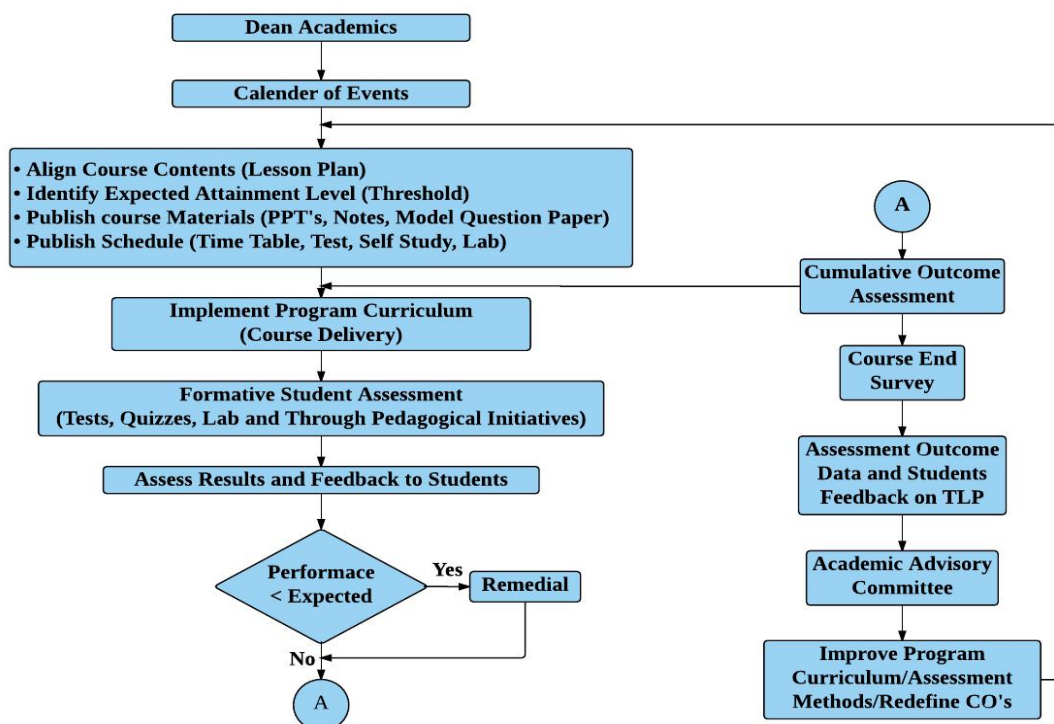 Dean Academics
Calender of Events
• Align Course Contents (Lesson Plan)
• Identify Expected Attainment Level (Threshold)
• Publish course Materials (PPT's, Notes, Model Question Paper)
• Publish Schedule (Time Table, Test, Self Study, Lab)
Implement Program Curriculum
(Course Delivery)
Formative Student Assessment
(Tests, Quizzes, Lab and Through Pedagogical Initiatives)
Assess Results and Feedback to Students
Performace
< Expected
Yes
Remedial
No
A
A
Cumulative Outcome
Assessment
Course End
Survey
Assessment Outcome
Data and Students
Feedback on TLP
Academic Advisory
Committee
Improve Program
Curriculum/Assessment
Methods/Redefine CO's